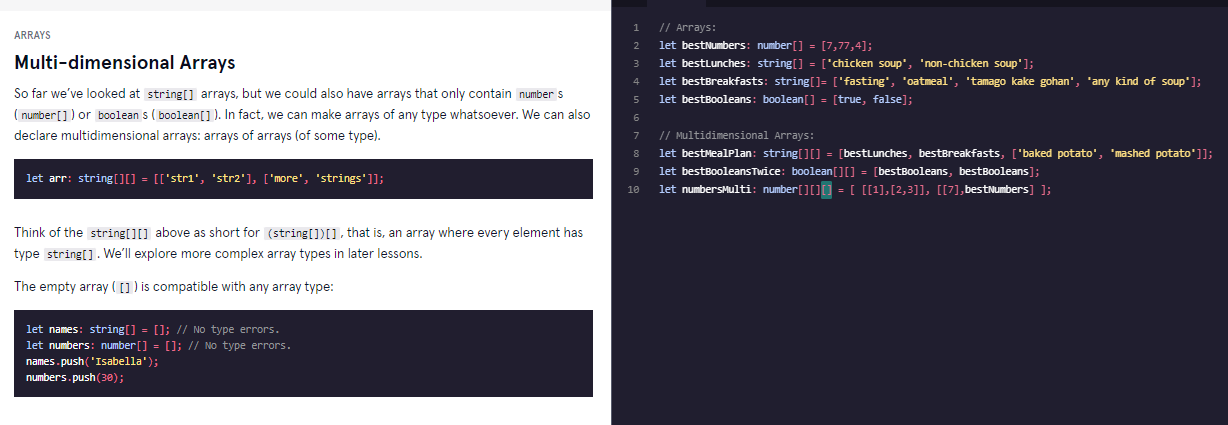 ARRAYS
Multi-dimensional Arrays
So far we've looked at string[] arrays, but we could also have arrays that only contain number s
( number[] ) or boolean s ( boolean[] ). In fact, we can make arrays of any type whatsoever. We can also
declare multidimensional arrays: arrays of arrays (of some type).
let arr: string[][] = [['str1', 'str2'], ['more', 'strings']];
Think of the string[][] above as short for (string[])[] , that is, an array where every element has
type string[] . We'll explore more complex array types in later lessons.
The empty array ( [] ) is compatible with any array type:
let names: string[] = []; // No type errors.
let numbers: number[] = []; // No type errors.
names.push('Isabella');
numbers.push(30);
1 // Arrays:
2 let bestNumbers: number[] = [7,77,4];
3 let bestLunches: string[] = ['chicken soup', 'non-chicken soup'];
4 let bestBreakfasts: string[]= ['fasting', 'oatmeal', 'tamago kake gohan', 'any kind of soup'];
5 let bestBooleans: boolean[] = [true, false];
6
7 // Multidimensional Arrays:
8 let bestMealPlan: string[][] = [bestLunches, bestBreakfasts, ['baked potato', 'mashed potato']];
9 let bestBooleansTwice: boolean[][] = [bestBooleans, bestBooleans];
10 let numbersMulti: number[][][] = [ [[1],[2,3]], [[7],bestNumbers] ];